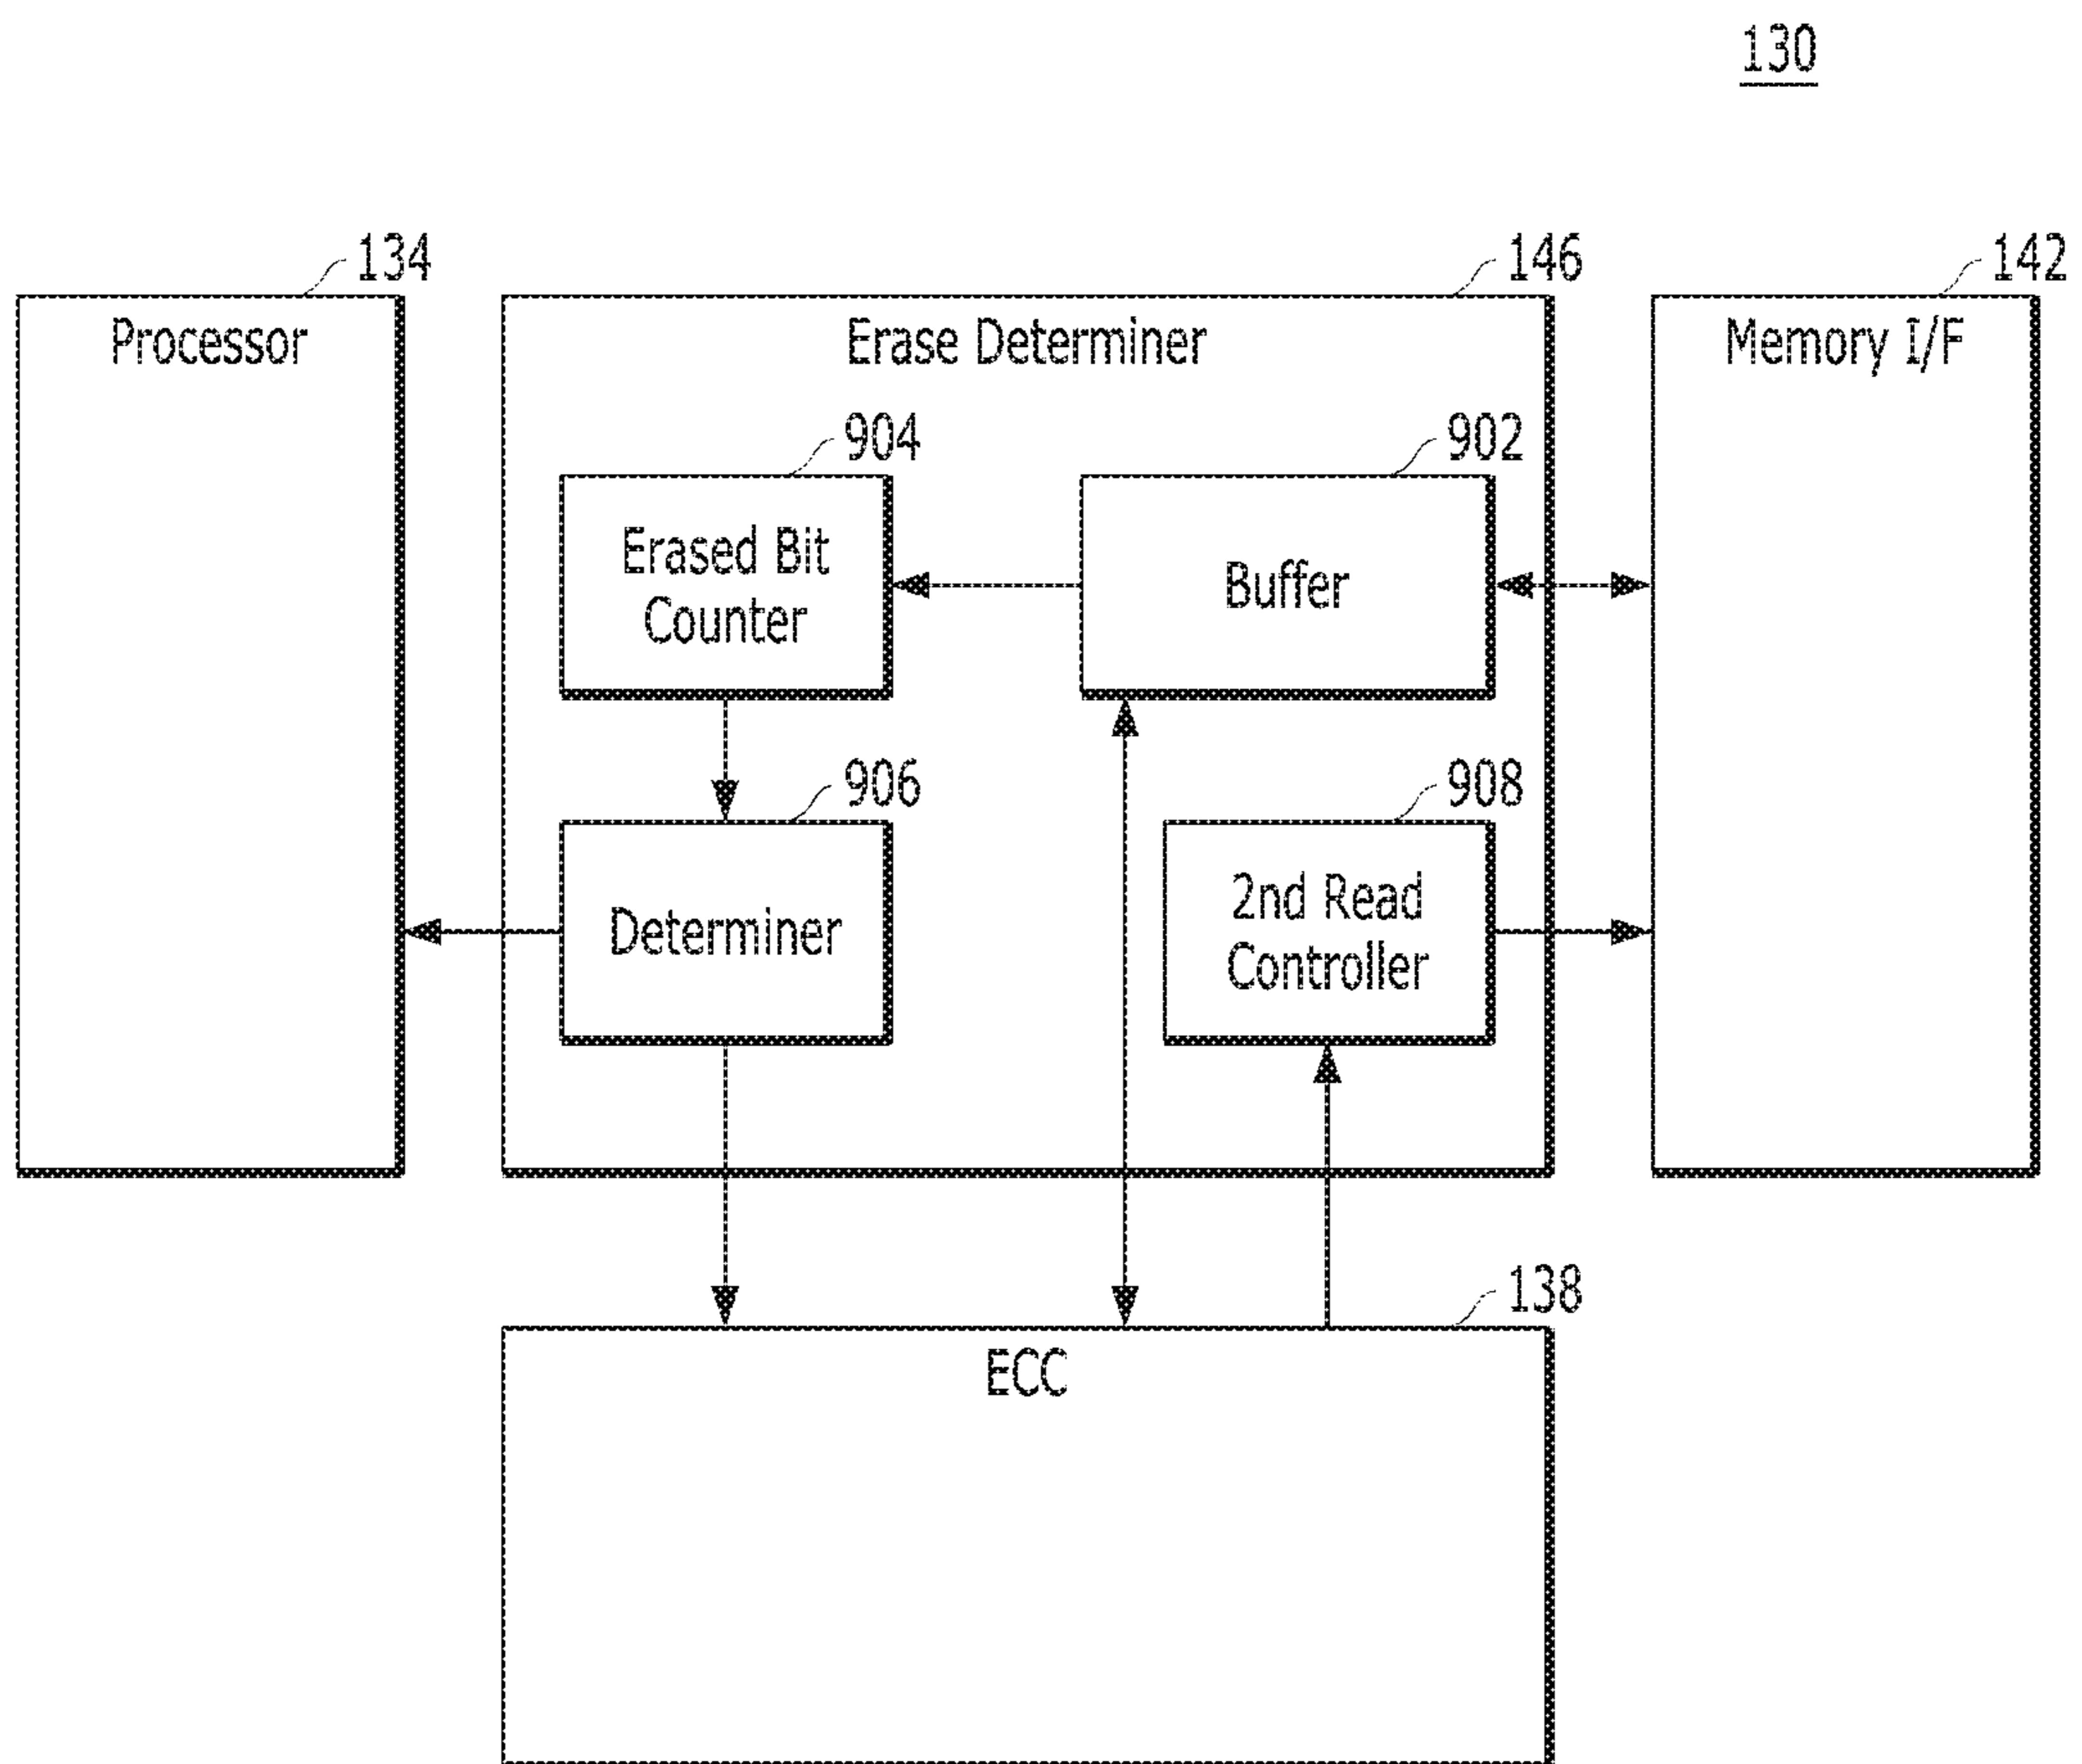 130
134
146
142
Processor
Erase Determiner
Memory I/F
904
902
Erased Bit
Counter
Buffer
906
908
Determiner
2nd Read
Controller
138
ECC